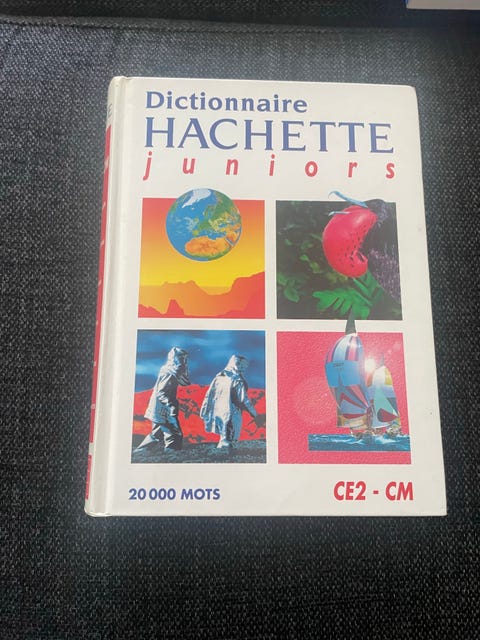 Dictionnaire
HACHETTE
juniors
20 000 MOTS
CE2 - CM